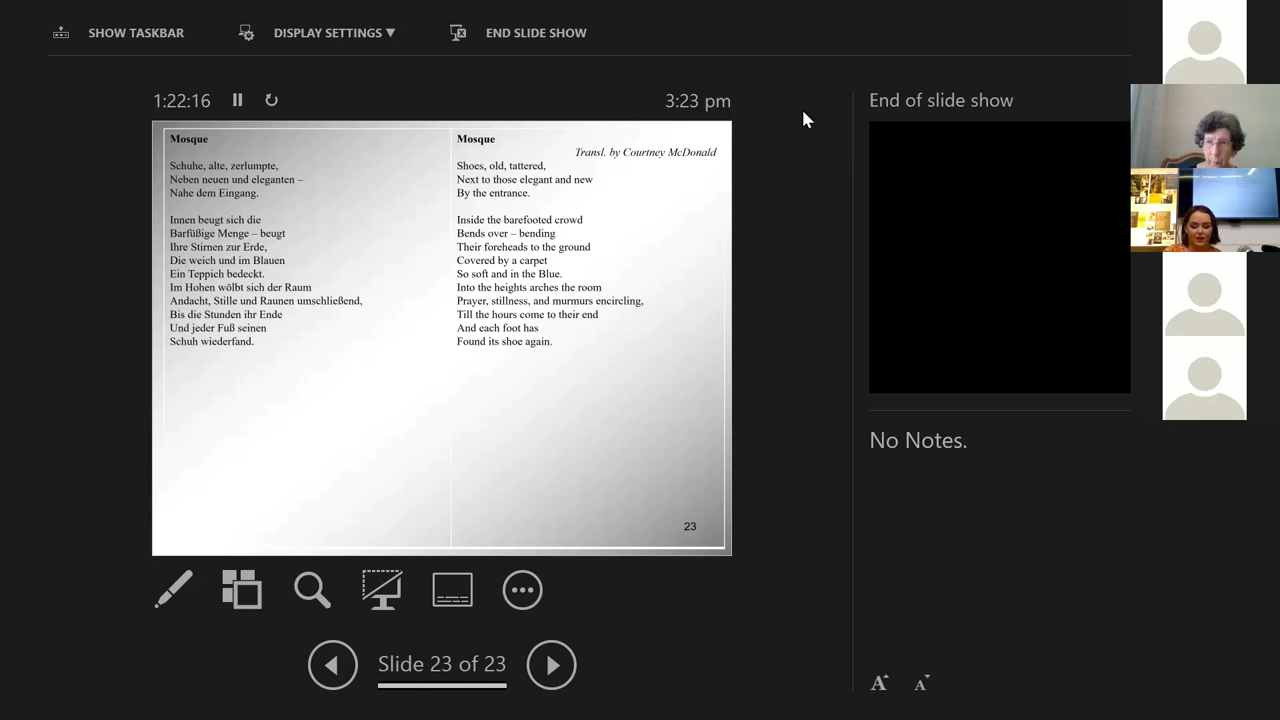 SHOW TASKBAR
DISPLAY SETTINGS ▼
END SLIDE SHOW
1:22:16
3:23 pm
Mosque
Schuhe, alte, zerlumpte,
Neben neuen und eleganten –
Nahe dem Eingang.
Innen beugt sich die
Barfüßige Menge – beugt
Ihre Stirnen zur Erde,
Die weich und im Blauen
Ein Teppich bedeckt.
Im Hohen wölbt sich der Raum
Andacht, Stille und Raunen umschließend,
Bis die Stunden ihr Ende
Und jeder Fuß seinen
Schuh wiederfand.
Mosque
Transl. by Courtney McDonald
Shoes, old, tattered,
Next to those elegant and new
By the entrance.
Inside the barefooted crowd
Bends over – bending
Their foreheads to the ground
Covered by a carpet
So soft and in the Blue.
Into the heights arches the room
Prayer, stillness, and murmurs encircling,
Till the hours come to their end
And each foot has
Found its shoe again.
23
Slide 23 of 23
End of slide show
No Notes.
A
A